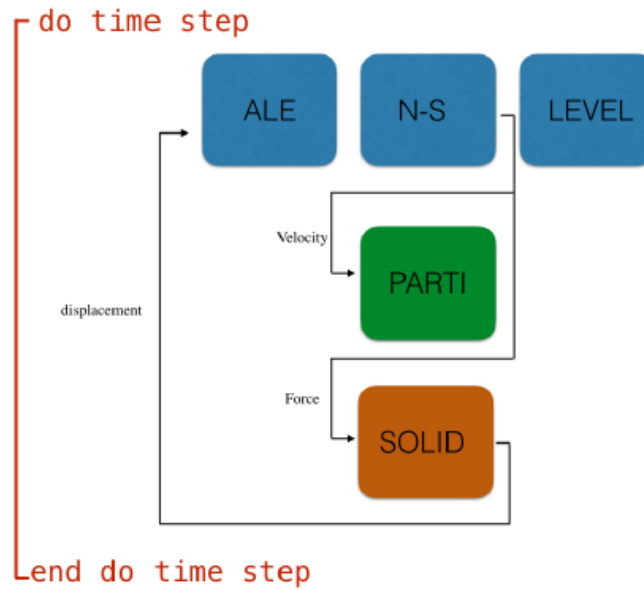 do time step
ALE N-S LEVEL
Velocity
PARTI
displacement
Force
SOLID
end do time step